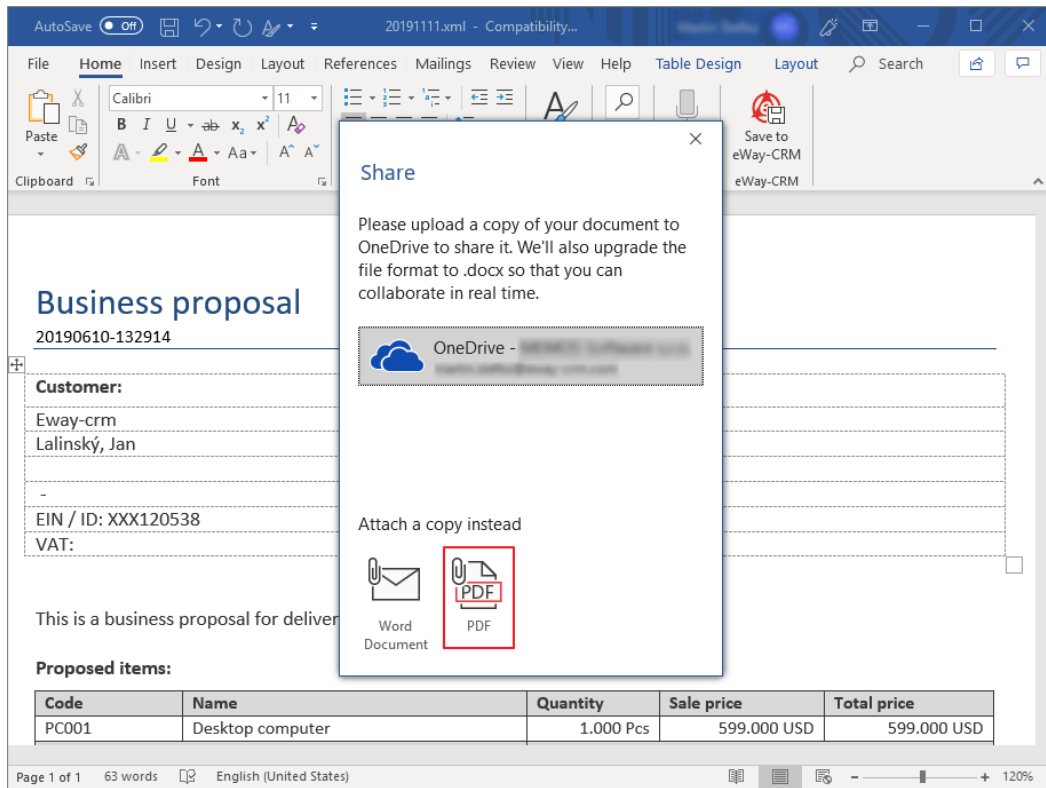 AutoSave Off 20191111.xml - Compatibility...
File Home Insert Design Layout References Mailings Review View Help Table Design Layout Search
Calibri 11
Paste
B I U ab x2 x2 A
A A Aa A A
Clipboard Font
Save to
eWay-CRM
eWay-CRM
Share
Please upload a copy of your document to
OneDrive to share it. We'll also upgrade the
file format to .docx so that you can
collaborate in real time.
OneDrive -
Attach a copy instead
PDF
Word
Document
PDF
Business proposal
20190610-132914
Customer:
Eway-crm
Lalinský, Jan
-
EIN / ID: XXX120538
VAT:
This is a business proposal for deliver
Proposed items:
Code Name Quantity Sale price Total price
PC001 Desktop computer 1.000 Pcs 599.000 USD 599.000 USD
Page 1 of 1 63 words English (United States) 120%